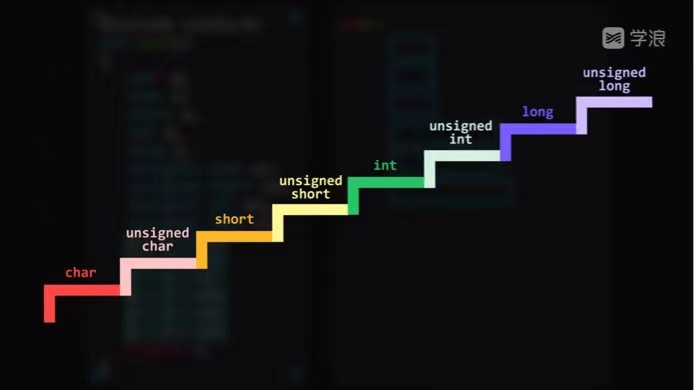 学浪
unsigned
long
long
unsigned
int
int
unsigned
short
short
unsigned
char
char